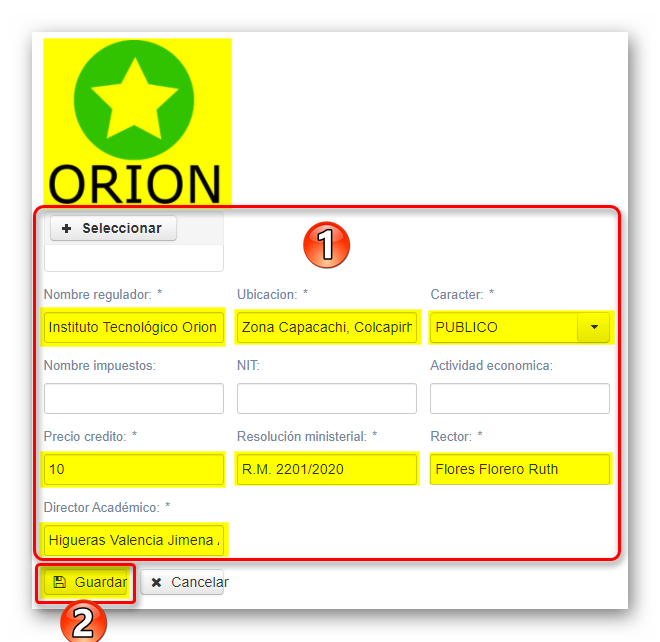 ORION
+ Seleccionar
1
Nombre regulador: * Ubicacion: * Caracter: *
Instituto Tecnológico Orion Zona Capacachi, Colcapirh PUBLICO
Nombre impuestos: NIT: Actividad economica:
Precio credito: * Resolución ministerial: * Rector: *
10 R.M. 2201/2020 Flores Florero Ruth
Director Académico: *
Higueras Valencia Jimena
Guardar Cancelar
2